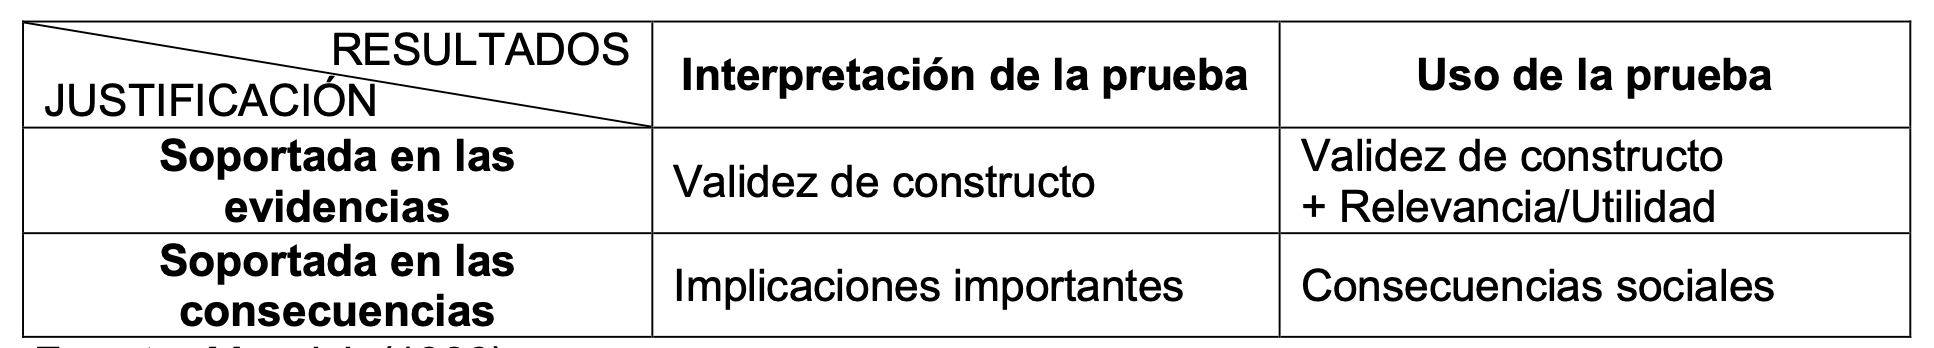 RESULTADOS
JUSTIFICACIÓN
Interpretación de la prueba
Uso de la prueba
Soportada en las
evidencias
Validez de constructo
Validez de constructo
+ Relevancia/Utilidad
Soportada en las
consecuencias
Implicaciones importantes
Consecuencias sociales